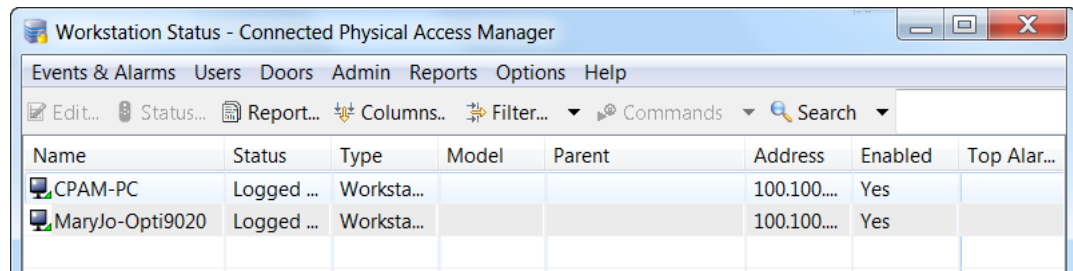 Workstation Status - Connected Physical Access Manager
Events & Alarms Users Doors Admin Reports Options Help
Edit... Status... Report... Columns.. Filter... Commands Search
Name Status Type Model Parent Address Enabled Top Alar...
CPAM-PC Logged ... Worksta... 100.100.... Yes
MaryJo-Opti9020 Logged ... Worksta... 100.100.... Yes